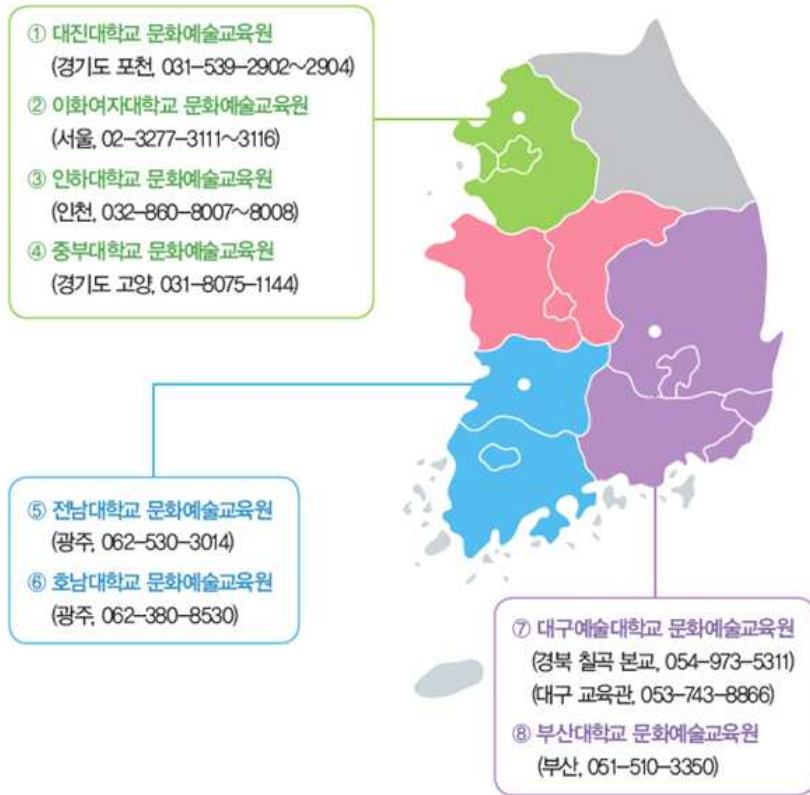 ① 대진대학교 문화예술교육원
(경기도 포천, 031-539-2902~2904)
② 이화여자대학교 문화예술교육원
(서울, 02-3277-3111~3116)
③ 인하대학교 문화예술교육원
(인천, 032-860-8007~8008)
④ 중부대학교 문화예술교육원
(경기도 고양, 031-8075-1144)
⑤ 전남대학교 문화예술교육원
(광주, 062-530-3014)
⑥ 호남대학교 문화예술교육원
(광주, 062-380-8530)
⑦ 대구예술대학교 문화예술교육원
(경북 칠곡 본교, 054-973-5311)
(대구 교육관, 053-743-8866)
⑧ 부산대학교 문화예술교육원
(부산, 051-510-3350)